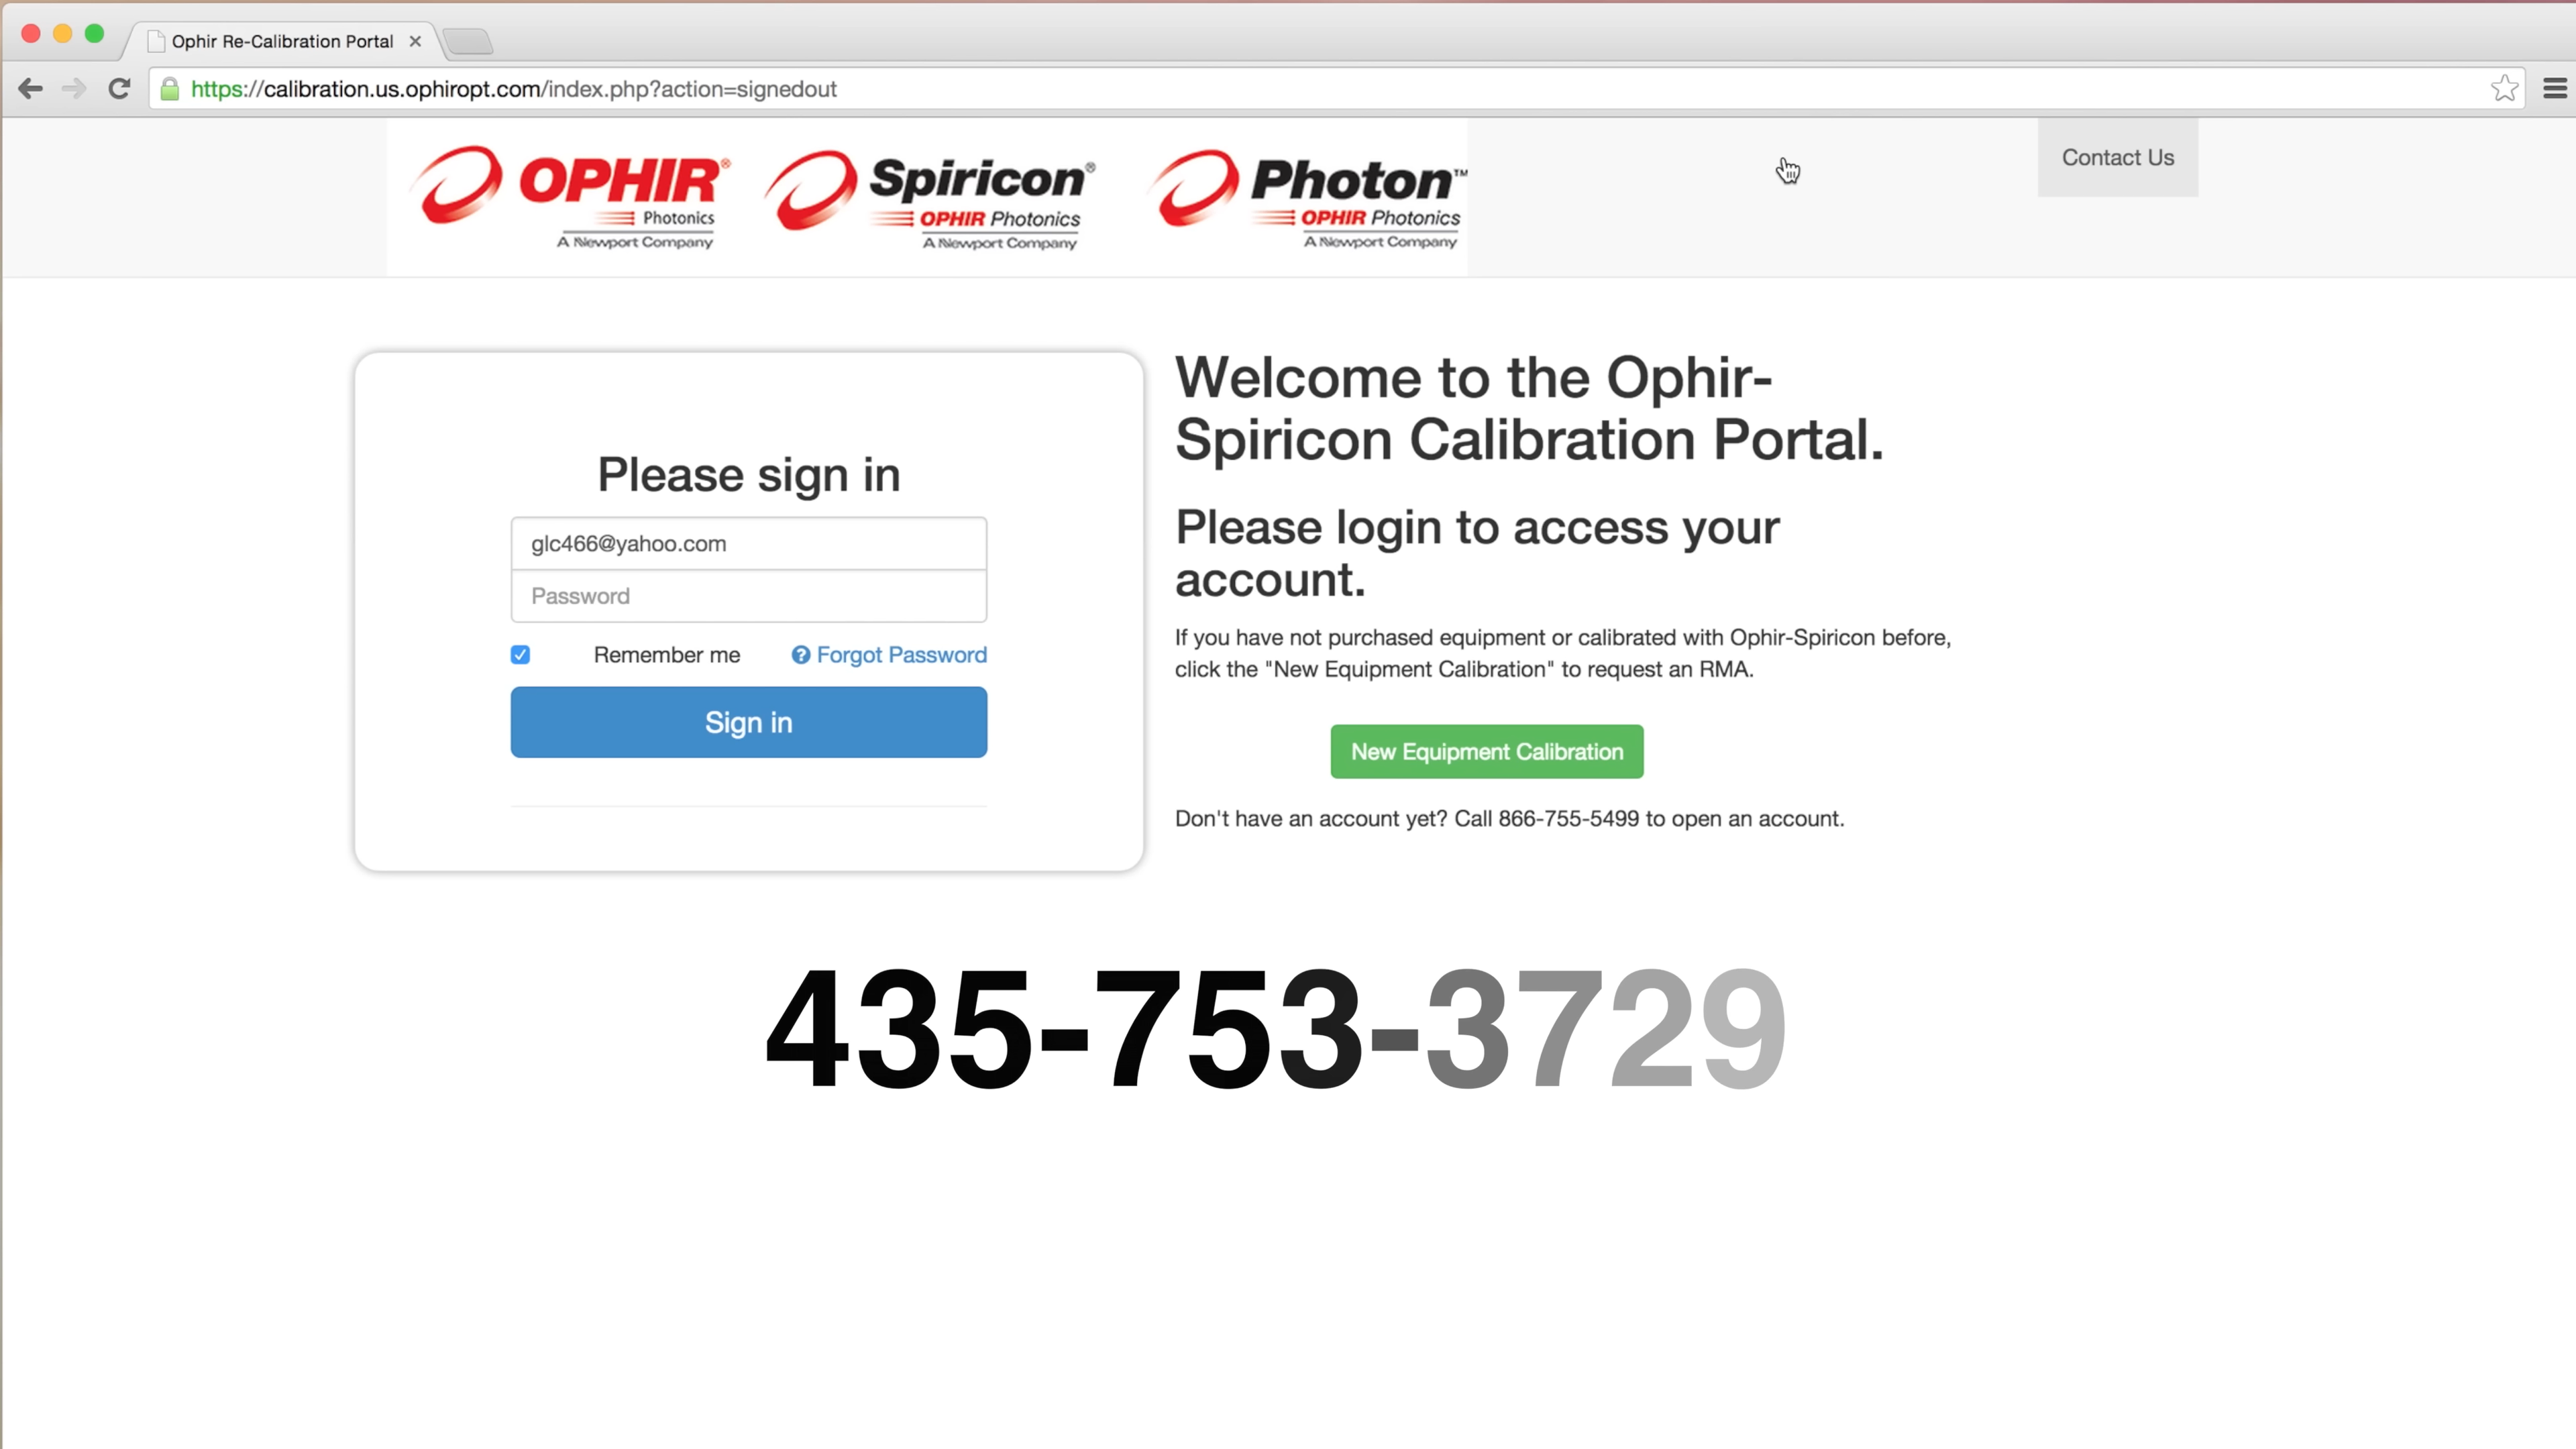 Ophir Re-Calibration Portal
https://calibration.us.ophiropt.com/index.php?action=signedout
OPHIR®
Photonics
A Newport Company
Spiricon®
OPHIR Photonics
A Newport Company
Photon™
OPHIR Photonics
A Newport Company
Contact Us
Please sign in
glc466@yahoo.com
Password
Remember me
Forgot Password
Sign in
Welcome to the Ophir-
Spiricon Calibration Portal.
Please login to access your
account.
If you have not purchased equipment or calibrated with Ophir-Spiricon before,
click the "New Equipment Calibration" to request an RMA.
New Equipment Calibration
Don't have an account yet? Call 866-755-5499 to open an account.
435-753-3729